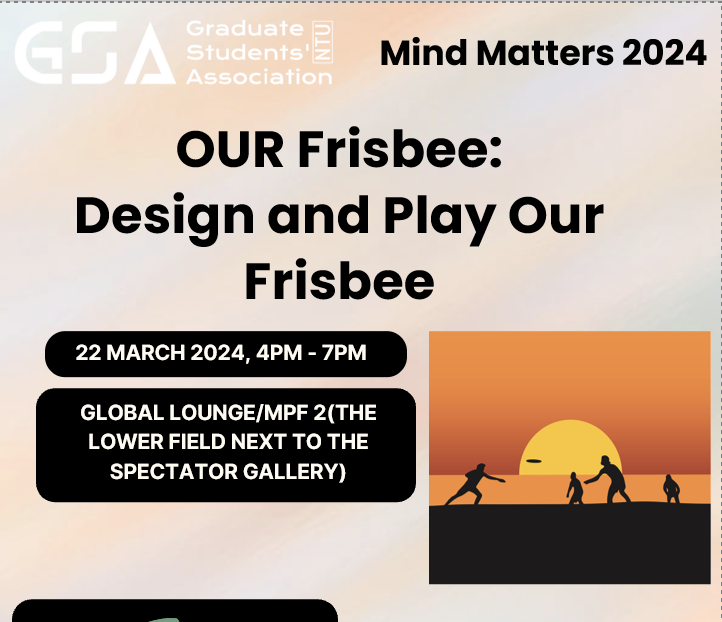 GSA
Graduate
Students'
Association
NTU
Mind Matters 2024
OUR Frisbee:
Design and Play Our
Frisbee
22 MARCH 2024, 4PM - 7PM
GLOBAL LOUNGE/MPF 2(THE
LOWER FIELD NEXT TO THE
SPECTATOR GALLERY)